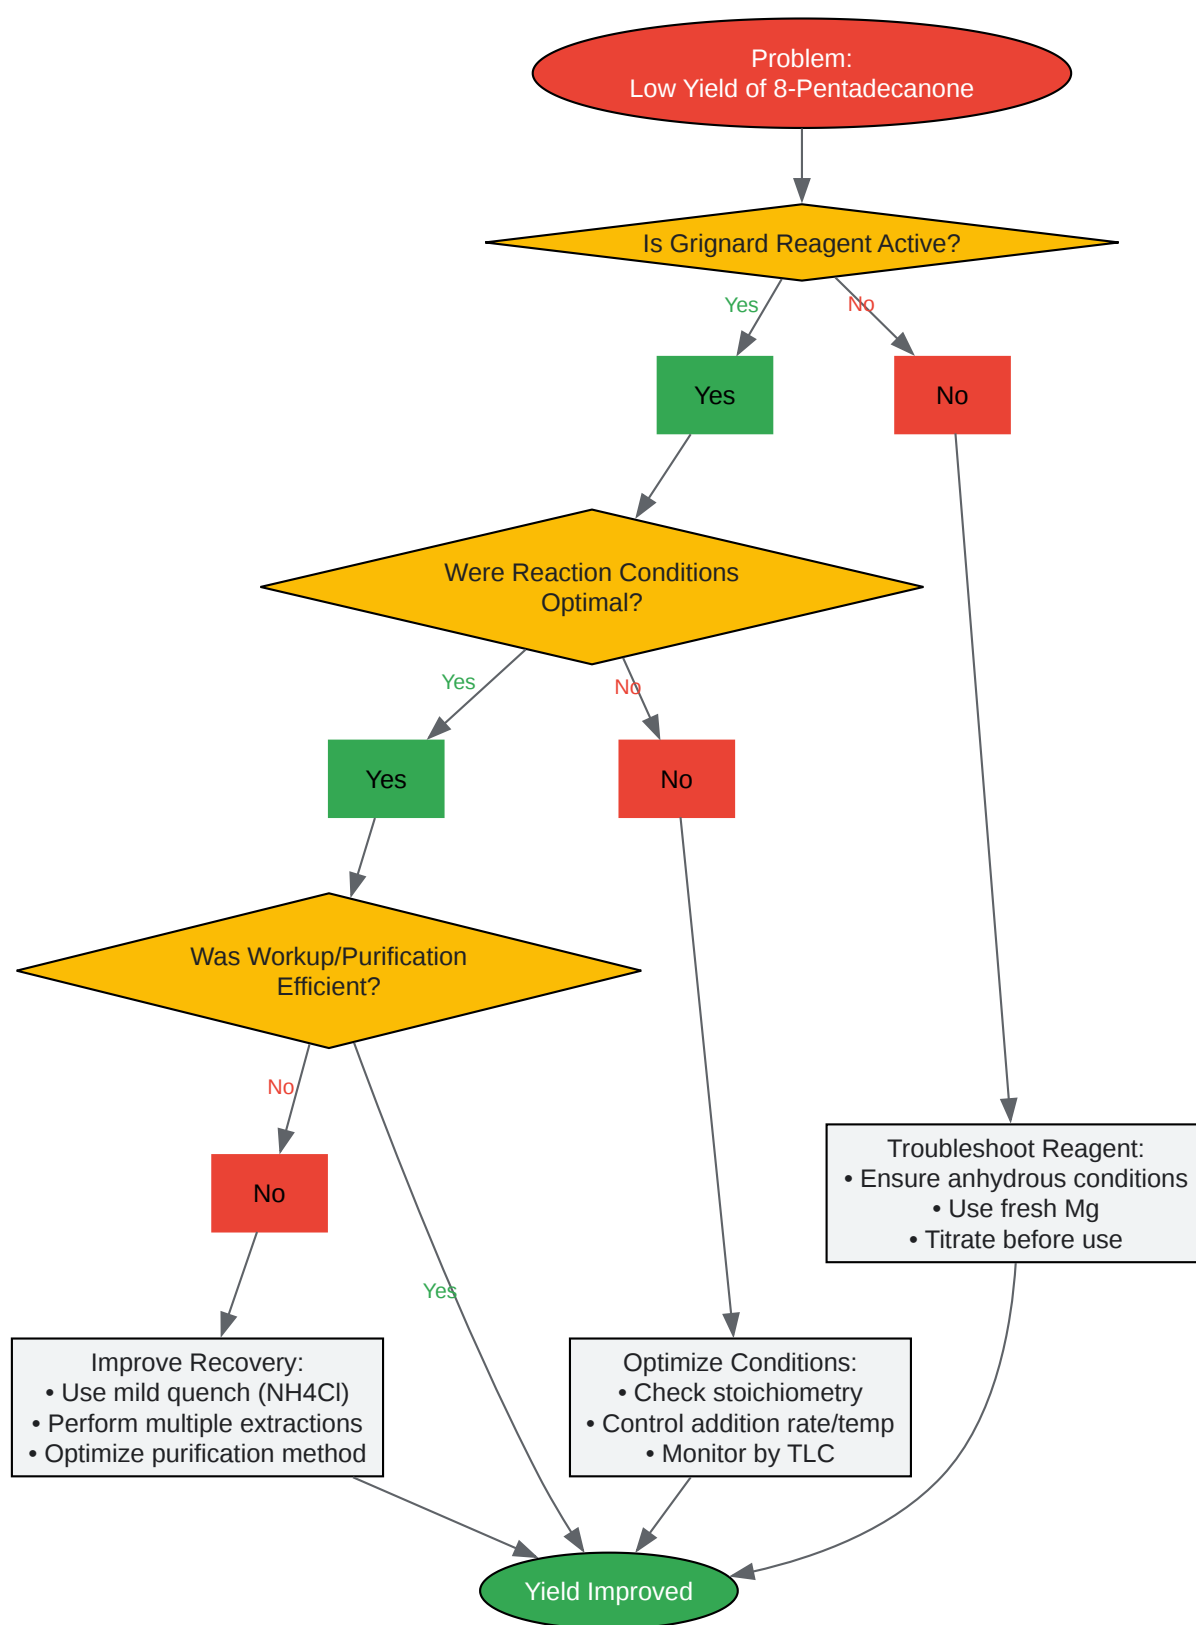 Problem:
Low Yield of 8-Pentadecanone
Is Grignard Reagent Active?
Yes
No
Yes
No
Were Reaction Conditions
Optimal?
Yes
No
Yes
No
Was Workup/Purification
Efficient?
No
No
Yes
Troubleshoot Reagent:
• Ensure anhydrous conditions
• Use fresh Mg
• Titrate before use
Improve Recovery:
• Use mild quench (NH4Cl)
• Perform multiple extractions
• Optimize purification method
Optimize Conditions:
• Check stoichiometry
• Control addition rate/temp
• Monitor by TLC
Yield Improved